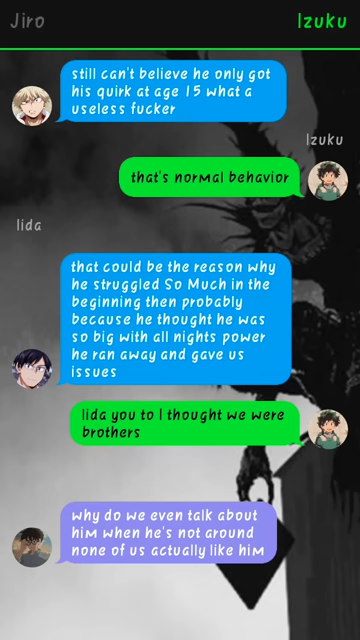 Jiro
Izuku
still can't believe he only got
his quirk at age 15 what a
useless fucker
Izuku
that's normal behavior
Iida
that could be the reason why
he struggled So Much in the
beginning then probably
because he thought he was
so big with all nights power
he ran away and gave us
issues
Iida you to I thought we were
brothers
why do we even talk about
him when he's not around
none of us actually like him